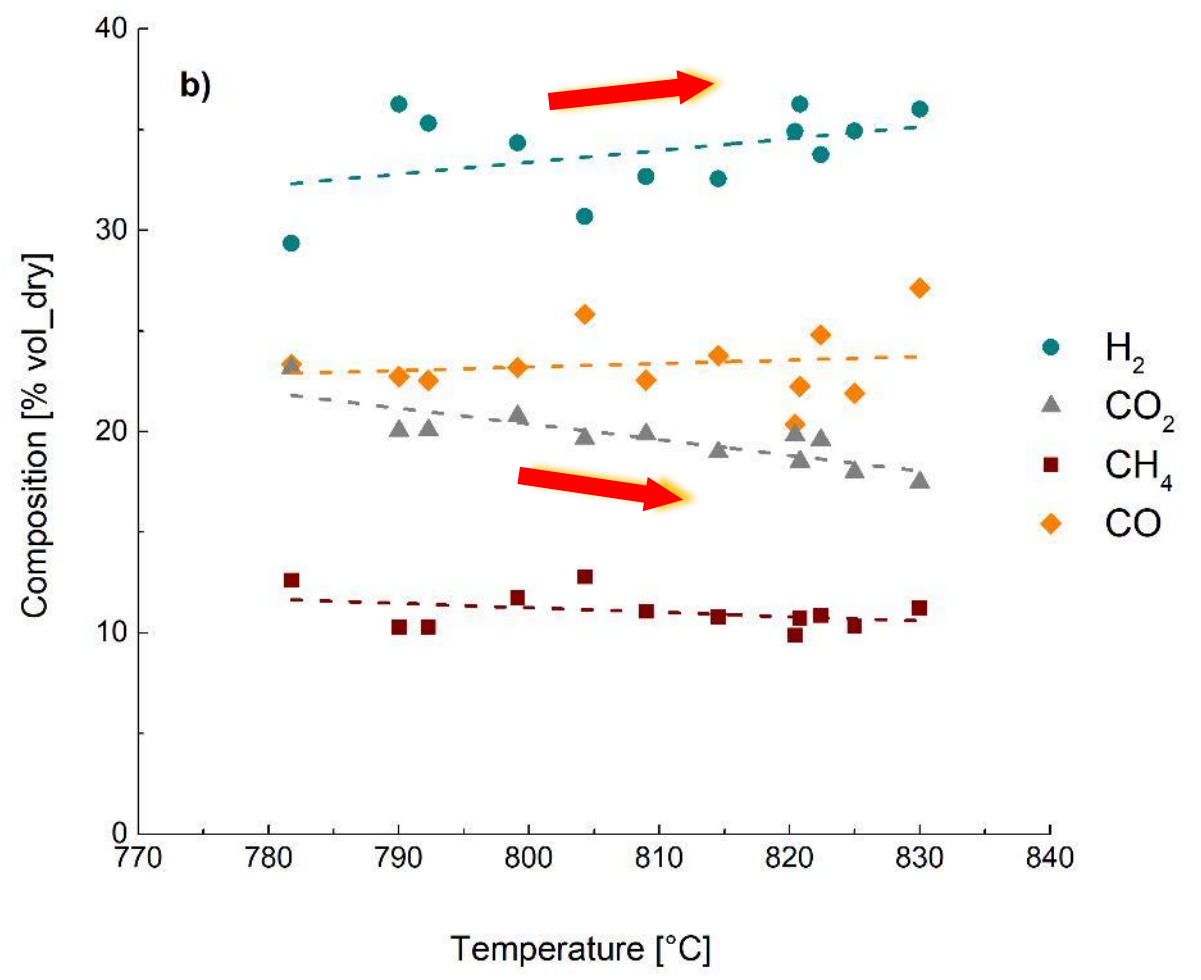 b)
Composition [% vol_dry]
40
30
20
10
0
770 780 790 800 810 820 830 840
Temperature [°C]
H₂
CO₂
CH₄
CO